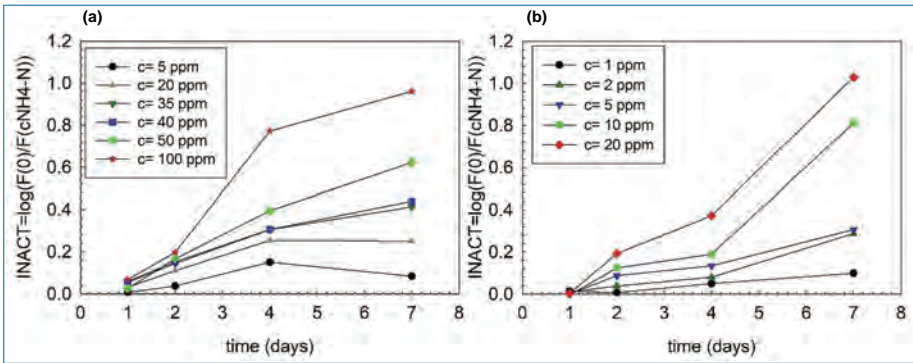 (a)
(b)
INACT=log(F(0)/F(cNH4-N))
1.2
1.0
0.8
0.6
0.4
0.2
0.0
c= 5 ppm
c= 20 ppm
c= 35 ppm
c= 40 ppm
c= 50 ppm
c= 100 ppm
0 1 2 3 4 5 6 7 8
time (days)
INACT=log(F(0)/F(cNH4-N))
1.2
1.0
0.8
0.6
0.4
0.2
0.0
c= 1 ppm
c= 2 ppm
c= 5 ppm
c= 10 ppm
c= 20 ppm
0 1 2 3 4 5 6 7 8
time (days)